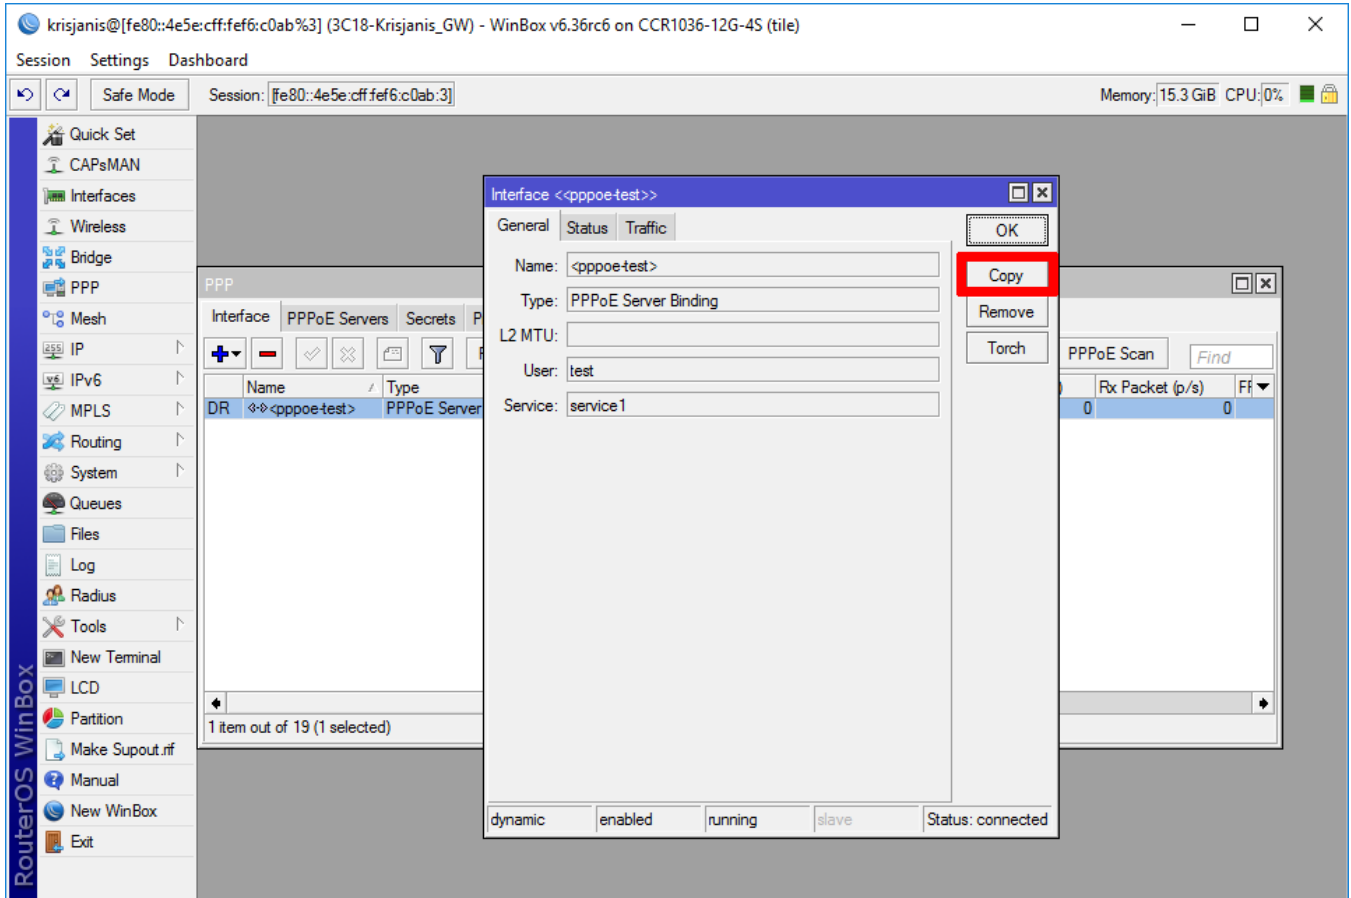 krisjanis@[fe80::4e5e:cff:fef6:c0ab%3] (3C18-Krisjanis_GW) - WinBox v6.36rc6 on CCR1036-12G-4S (tile)
Session Settings Dashboard
Safe Mode Session: [fe80::4e5e:cff:fef6:c0ab:3] Memory: 15.3 GiB CPU: 0%
Quick Set
CAPsMAN
Interfaces
Wireless
Bridge
PPP
Mesh
IP
IPv6
MPLS
Routing
System
Queues
Files
Log
Radius
Tools
New Terminal
LCD
Partition
Make Supout.rif
Manual
New WinBox
Exit
RouterOS WinBox
PPP
Interface PPPoE Servers Secrets P
PPPoE Scan Find
Name Type Rx Packet (p/s)
DR <pppoe-test> PPPoE Server 0 0
1 item out of 19 (1 selected)
Interface <<pppoe-test>>
General Status Traffic
Name: <pppoe-test>
Type: PPPoE Server Binding
L2 MTU:
User: test
Service: service1
OK
Copy
Remove
Torch
dynamic enabled running slave Status: connected